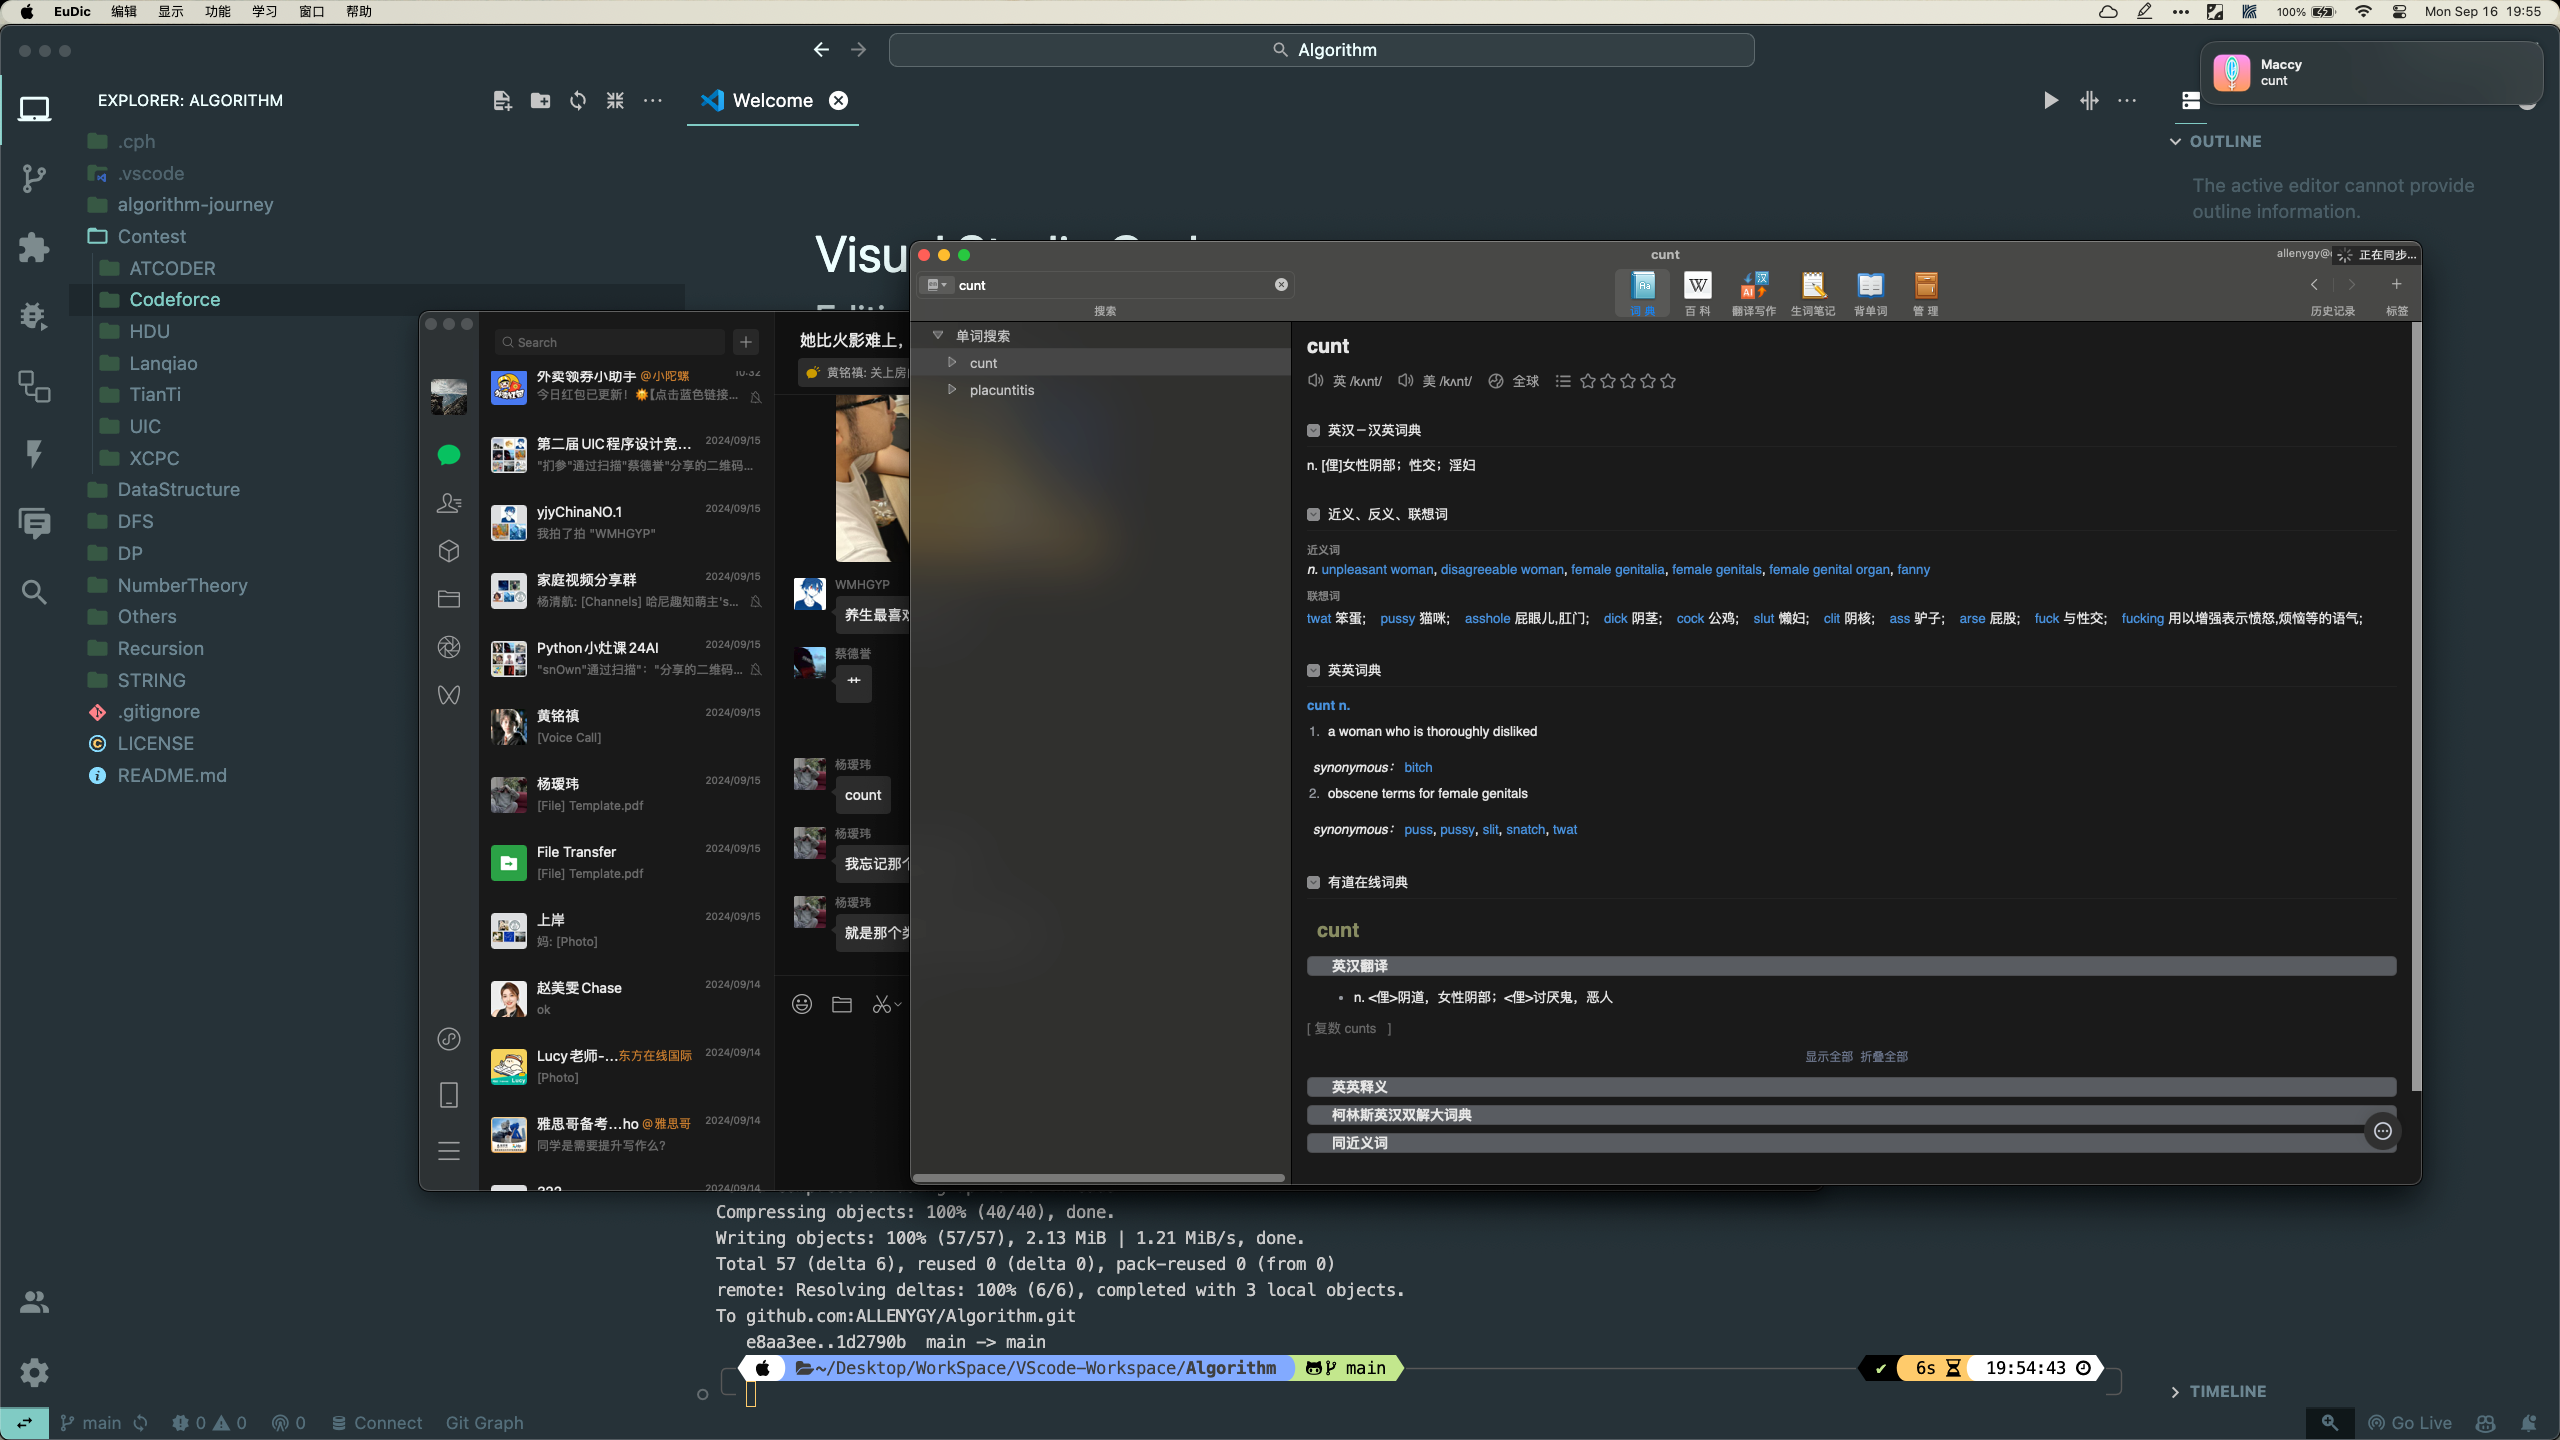 EuDic 编辑 显示 功能 学习 窗口 帮助
100% Mon Sep 16 19:55
Algorithm
Maccy
cunt
EXPLORER: ALGORITHM
Welcome
.cph
.vscode
algorithm-journey
Contest
ATCODER
Codeforce
HDU
Lanqiao
TianTi
UIC
XCPC
DataStructure
DFS
DP
NumberTheory
Others
Recursion
STRING
.gitignore
LICENSE
README.md
OUTLINE
The active editor cannot provide
outline information.
Search
外卖领券小助手 @小陀螺 10:32
今日红包已更新！【点击蓝色链接...
第二届UIC程序设计竞... 2024/09/15
"扪参"通过扫描"蔡德誉"分享的二维码...
yjyChinaNO.1 2024/09/15
我拍了拍 "WMHGYP"
家庭视频分享群 2024/09/15
杨清航: [Channels] 哈尼趣知萌主's...
Python小灶课24AI 2024/09/15
"snOwn"通过扫描"："分享的二维码...
黄铭禛 2024/09/15
[Voice Call]
杨瑷玮 2024/09/15
[File] Template.pdf
File Transfer 2024/09/15
[File] Template.pdf
上岸 2024/09/15
妈: [Photo]
赵美雯Chase 2024/09/14
ok
Lucy老师-...东方在线国际 2024/09/14
[Photo]
雅思哥备考...ho @雅思哥 2024/09/14
同学是需要提升写作么?
2024/09/14
她比火影难上，
黄铭禛: 关上房
WMHGYP
养生最喜欢
蔡德誉
艹
杨瑷玮
count
杨瑷玮
我忘记那个
杨瑷玮
就是那个
cunt
allenygy@ 正在同步...
cunt
搜索
词典 百科 翻译写作 生词笔记 背单词 管理
历史记录 标签
单词搜索
cunt
placuntitis
cunt
英 /kʌnt/ 美 /kʌnt/ 全球
英汉－汉英词典
n. [俚]女性阴部；性交；淫妇
近义、反义、联想词
近义词
n. unpleasant woman, disagreeable woman, female genitalia, female genitals, female genital organ, fanny
联想词
twat 笨蛋; pussy 猫咪; asshole 屁眼儿,肛门; dick 阴茎; cock 公鸡; slut 懒妇; clit 阴核; ass 驴子; arse 屁股; fuck 与性交; fucking 用以增强表示愤怒,烦恼等的语气;
英英词典
cunt n.
1. a woman who is thoroughly disliked
synonymous： bitch
2. obscene terms for female genitals
synonymous： puss, pussy, slit, snatch, twat
有道在线词典
cunt
英汉翻译
n. <俚>阴道，女性阴部；<俚>讨厌鬼，恶人
[ 复数 cunts ]
显示全部 折叠全部
英英释义
柯林斯英汉双解大词典
同近义词
Compressing objects: 100% (40/40), done.
Writing objects: 100% (57/57), 2.13 MiB | 1.21 MiB/s, done.
Total 57 (delta 6), reused 0 (delta 0), pack-reused 0 (from 0)
remote: Resolving deltas: 100% (6/6), completed with 3 local objects.
To github.com:ALLENYGY/Algorithm.git
e8aa3ee..1d2790b main -> main
~/Desktop/WorkSpace/VScode-Workspace/Algorithm main ✔ 6s 19:54:43
TIMELINE
main 0 0 0 Connect Git Graph Go Live